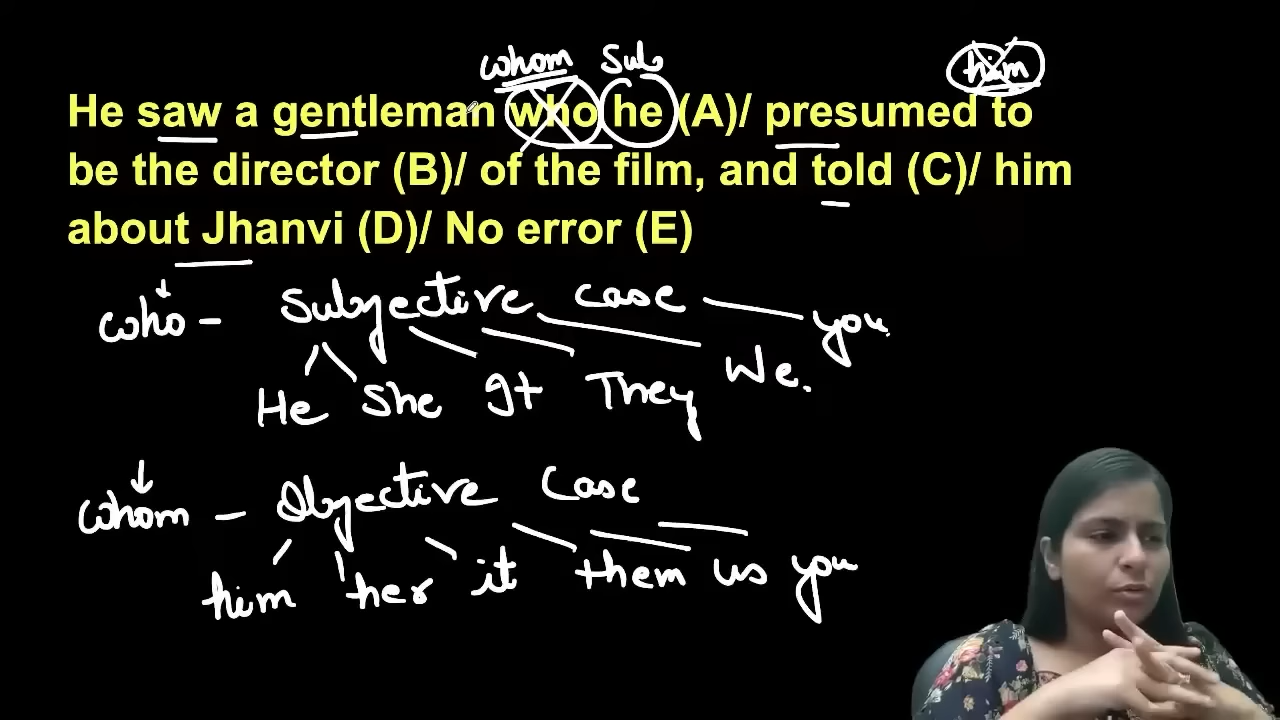 whom Sub him
He saw a gentleman who he (A)/ presumed to
be the director (B)/ of the film, and told (C)/ him
about Jhanvi (D)/ No error (E)
who - Subjective case you
He She It They We.
whom - Objective Case
him her it them us you